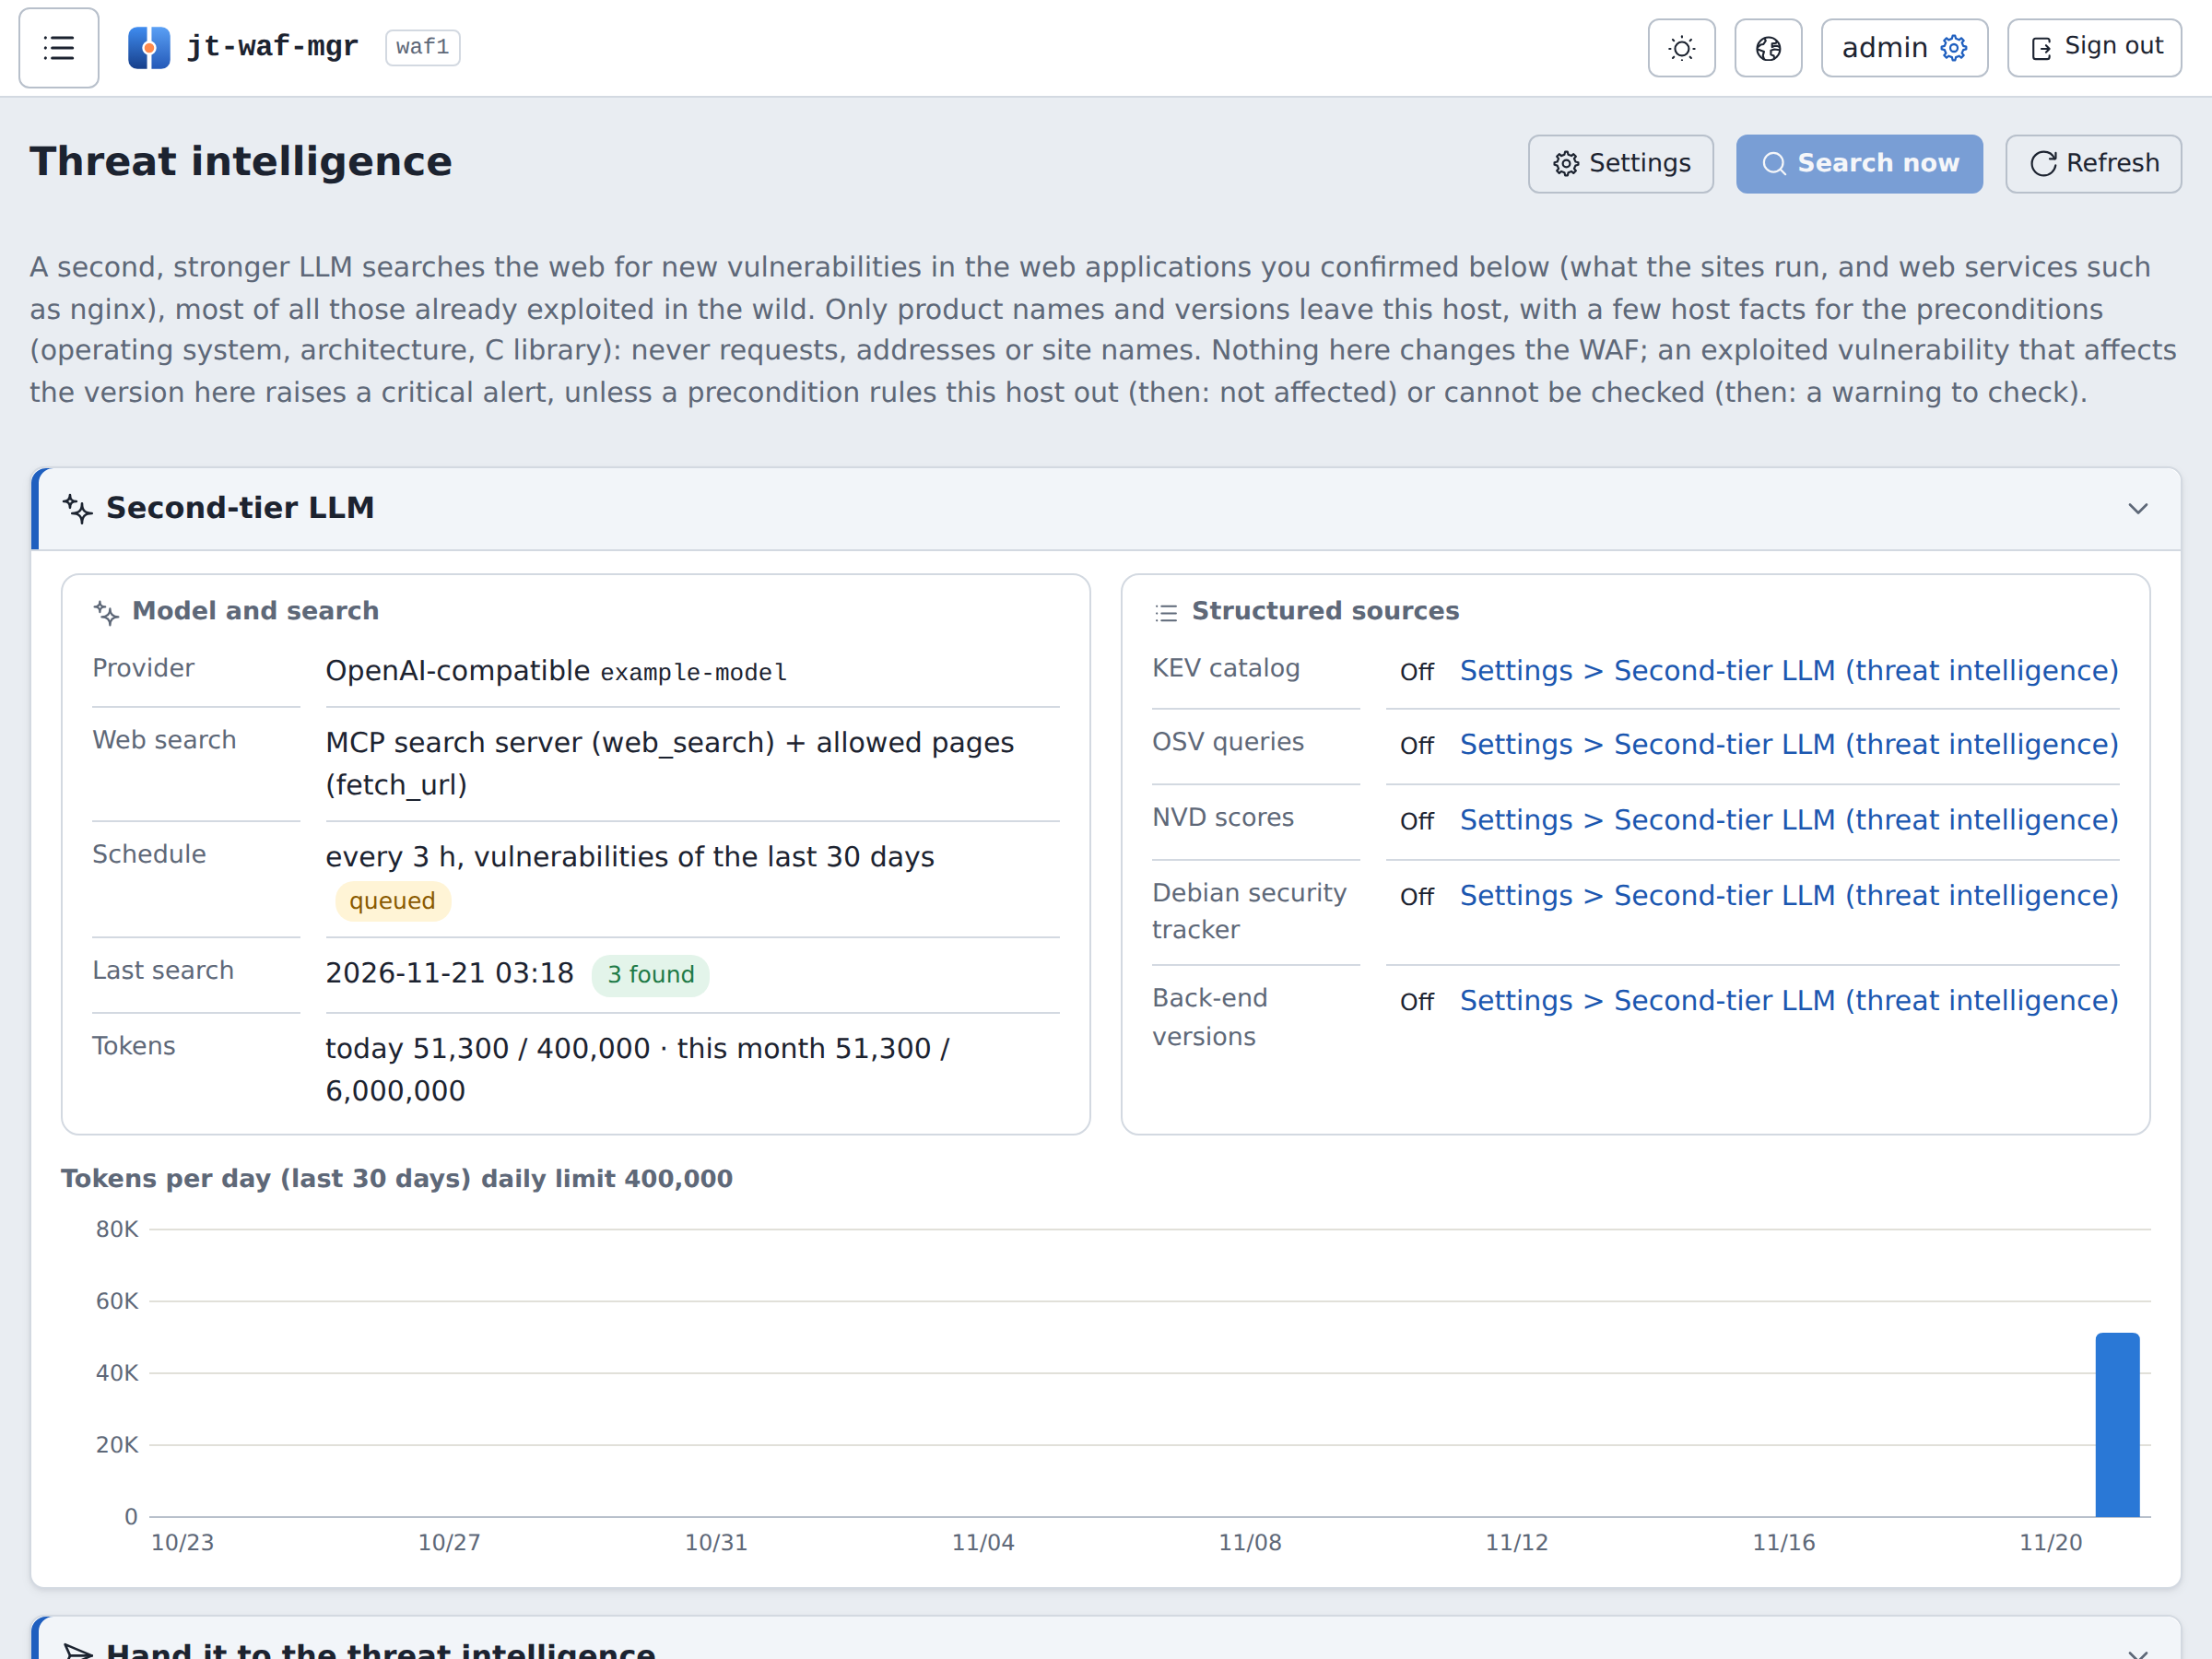 jt-waf-mgr waf1 admin Sign out
Threat intelligence Settings Search now Refresh
A second, stronger LLM searches the web for new vulnerabilities in the web applications you confirmed below (what the sites run, and web services such
as nginx), most of all those already exploited in the wild. Only product names and versions leave this host, with a few host facts for the preconditions
(operating system, architecture, C library): never requests, addresses or site names. Nothing here changes the WAF; an exploited vulnerability that affects
the version here raises a critical alert, unless a precondition rules this host out (then: not affected) or cannot be checked (then: a warning to check).
Second-tier LLM
Model and search
Provider OpenAI-compatible example-model
Web search MCP search server (web_search) + allowed pages
(fetch_url)
Schedule every 3 h, vulnerabilities of the last 30 days
queued
Last search 2026-11-21 03:18 3 found
Tokens today 51,300 / 400,000 · this month 51,300 /
6,000,000
Structured sources
KEV catalog Off Settings > Second-tier LLM (threat intelligence)
OSV queries Off Settings > Second-tier LLM (threat intelligence)
NVD scores Off Settings > Second-tier LLM (threat intelligence)
Debian security Off Settings > Second-tier LLM (threat intelligence)
tracker
Back-end Off Settings > Second-tier LLM (threat intelligence)
versions
Tokens per day (last 30 days) daily limit 400,000
80K
60K
40K
20K
0
10/23 10/27 10/31 11/04 11/08 11/12 11/16 11/20
Hand it to the threat intelligence